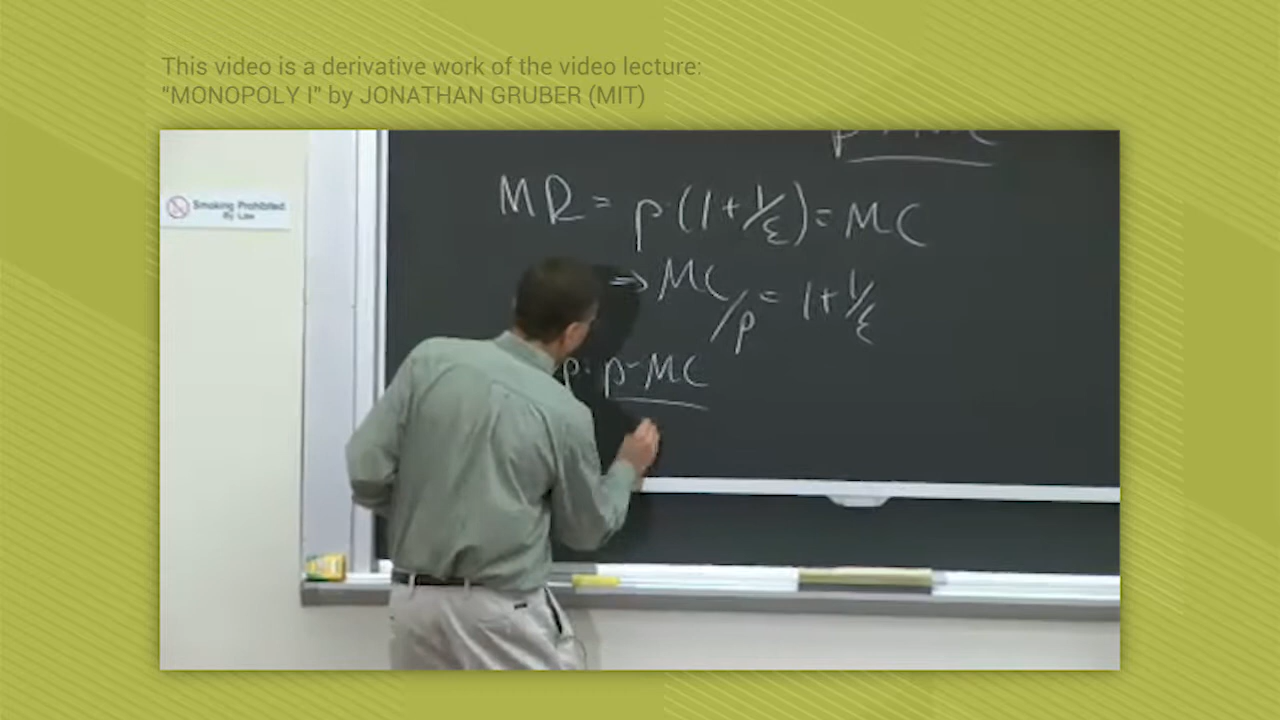 This video is a derivative work of the video lecture:
"MONOPOLY I" by JONATHAN GRUBER (MIT)
Smoking Prohibited
By Law
MR = p·(1+1/ε) = MC
⇒ MC/p = 1+1/ε
p-MC